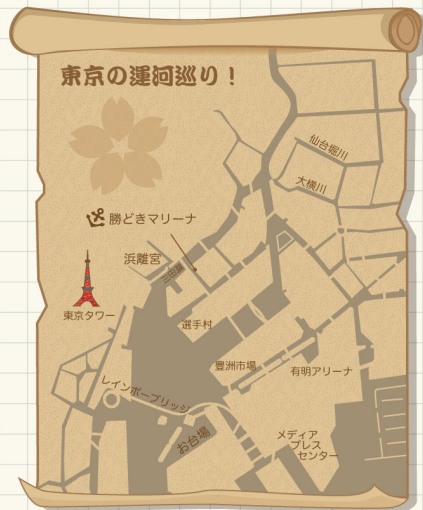 東京の運河巡り！
仙台堀川
大横川
勝どきマリーナ
浜離宮
東京タワー
選手村
豊洲市場
有明アリーナ
レインボーブリッジ
お台場
メディア
プレス
センター